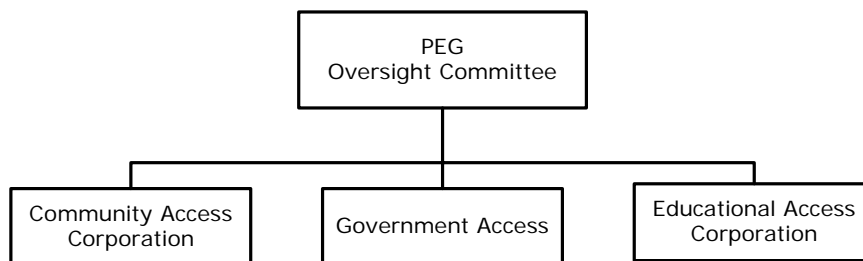 PEG
Oversight Committee
Community Access
Corporation
Government Access
Educational Access
Corporation